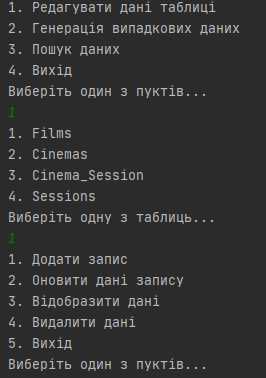 1. Редагувати дані таблиці
2. Генерація випадкових даних
3. Пошук даних
4. Вихід
Виберіть один з пуктів...
1
1. Films
2. Cinemas
3. Cinema_Session
4. Sessions
Виберіть одну з таблиць...
1
1. Додати запис
2. Оновити дані запису
3. Відобразити дані
4. Видалити дані
5. Вихід
Виберіть один з пуктів...